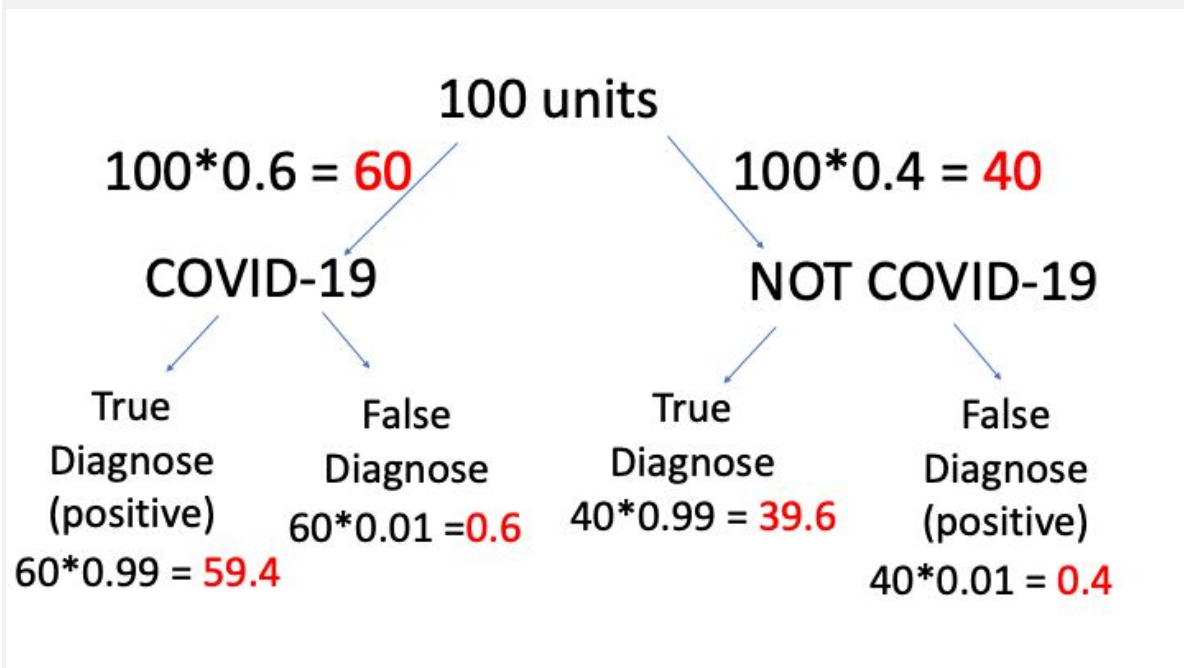 100 units
100*0.6 = 60
100*0.4 = 40
COVID-19
NOT COVID-19
True
Diagnose
(positive)
60*0.99 = 59.4
False
Diagnose
60*0.01 =0.6
True
Diagnose
40*0.99 = 39.6
False
Diagnose
(positive)
40*0.01 = 0.4